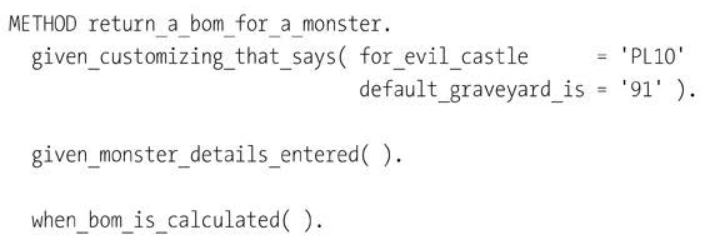 METHOD return_a_bom_for_a_monster.
given_customizing_that_says( for_evil_castle = 'PL10'
default_graveyard_is = '91' ).
given_monster_details_entered( ).
when_bom_is_calculated( ).